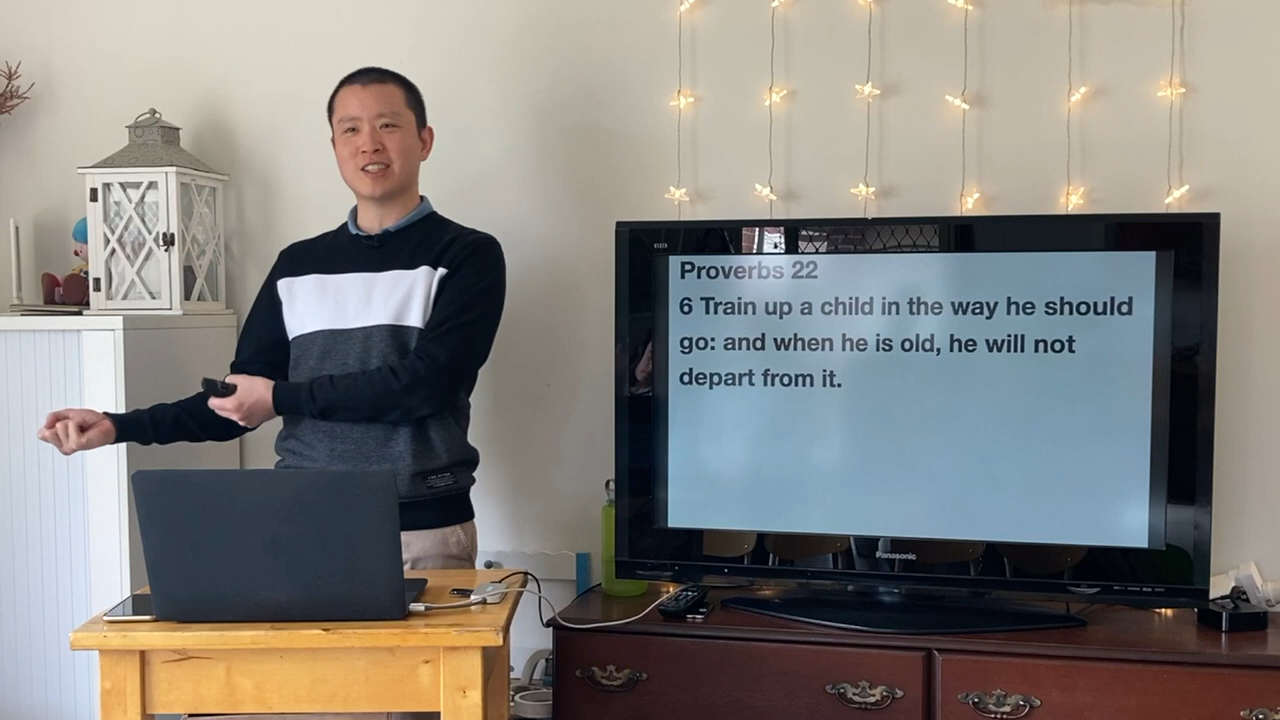 Proverbs 22
6 Train up a child in the way he should
go: and when he is old, he will not
depart from it.
Panasonic